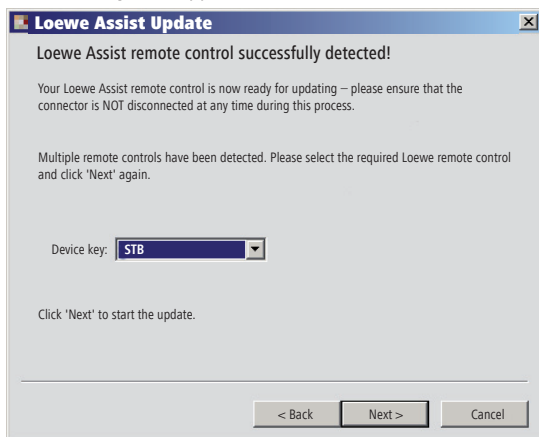 Loewe Assist Update
Loewe Assist remote control successfully detected!
Your Loewe Assist remote control is now ready for updating – please ensure that the
connector is NOT disconnected at any time during this process.
Multiple remote controls have been detected. Please select the required Loewe remote control
and click 'Next' again.
Device key: STB
Click 'Next' to start the update.
< Back Next > Cancel